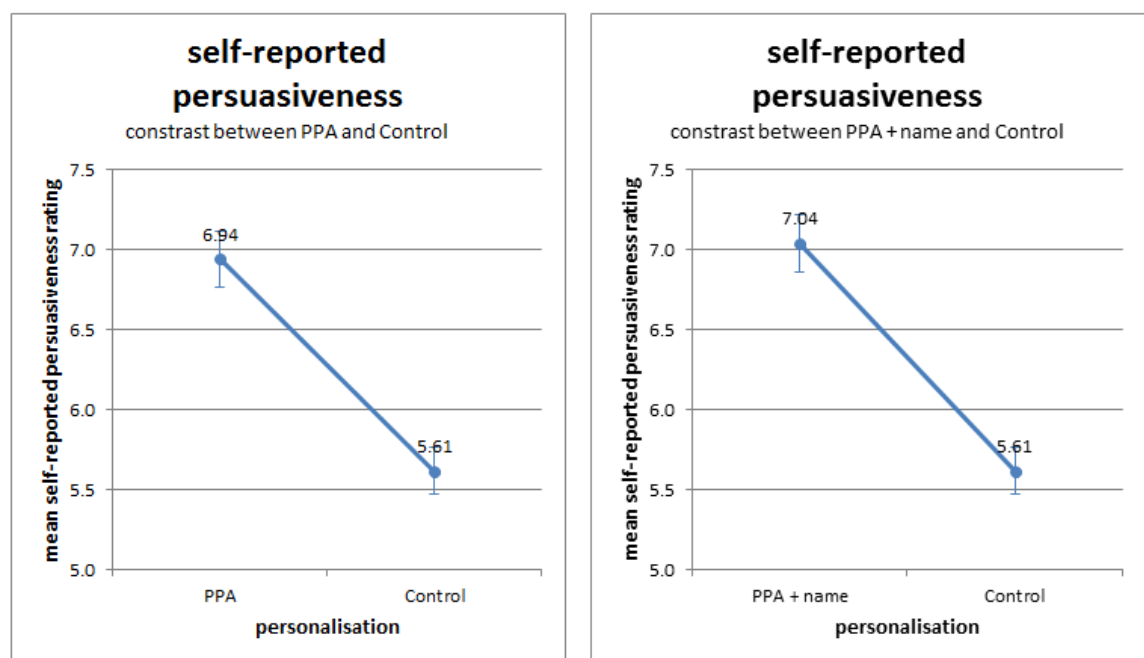 self-reported
persuasiveness
constrast between PPA and Control
mean self-reported persuasiveness rating
7.5
7.0
6.5
6.0
5.5
5.0
6.94
5.61
PPA
Control
personalisation
self-reported
persuasiveness
constrast between PPA + name and Control
mean self-reported persuasiveness rating
7.5
7.0
6.5
6.0
5.5
5.0
7.04
5.61
PPA + name
Control
personalisation